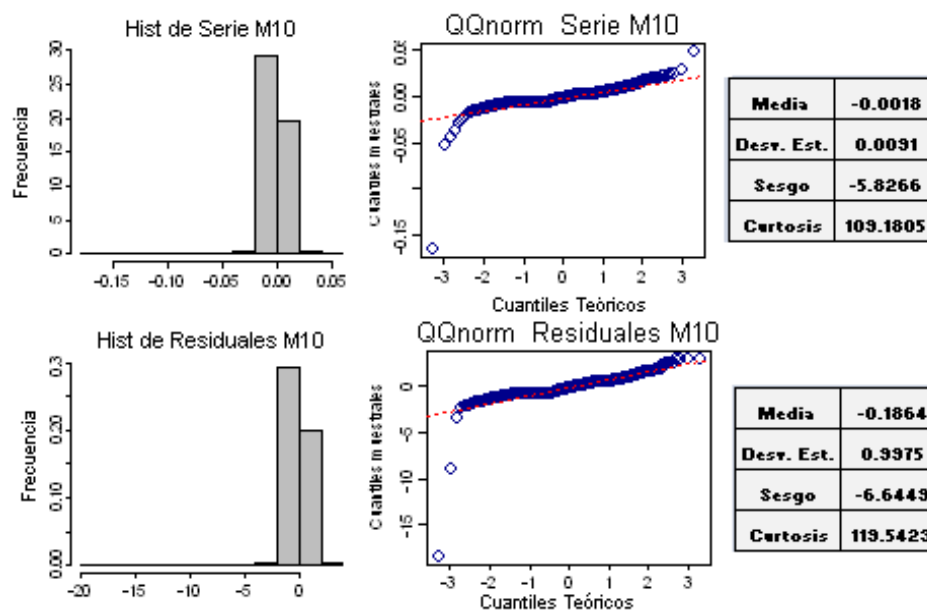 Hist de Serie M10
Frecuencia
0 5 10 15 20 25 30
-0.15 -0.10 -0.05 0.00 0.05
QQnorm Serie M10
Cuantiles muestrales
-0.15 -0.05 0.00 0.05
-3 -2 -1 0 1 2 3
Cuantiles Teóricos
Media -0.0018
Desv. Est. 0.0091
Sesgo -5.8266
Curtosis 109.1805
Hist de Residuales M10
Frecuencia
0.00 0.10 0.20 0.3
-20 -15 -10 -5 0
QQnorm Residuales M10
Cuantiles muestrales
-15 -10 -5 0
-3 -2 -1 0 1 2 3
Cuantiles Teóricos
Media -0.1864
Desv. Est. 0.9975
Sesgo -6.6449
Curtosis 119.5423